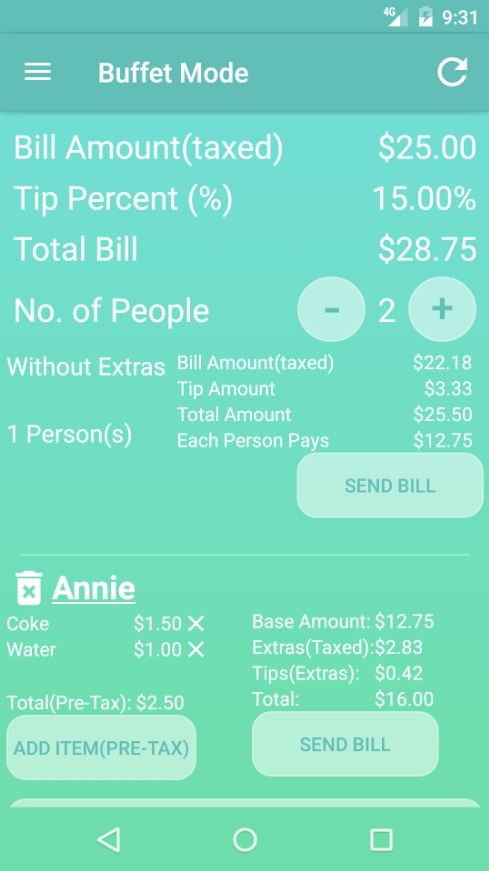 4G 9:31
Buffet Mode
Bill Amount(taxed) $25.00
Tip Percent (%) 15.00%
Total Bill $28.75
No. of People - 2 +
Without Extras
1 Person(s)
Bill Amount(taxed) $22.18
Tip Amount $3.33
Total Amount $25.50
Each Person Pays $12.75
SEND BILL
Annie
Coke $1.50
Water $1.00
Total(Pre-Tax): $2.50
ADD ITEM(PRE-TAX)
Base Amount: $12.75
Extras(Taxed): $2.83
Tips(Extras): $0.42
Total: $16.00
SEND BILL